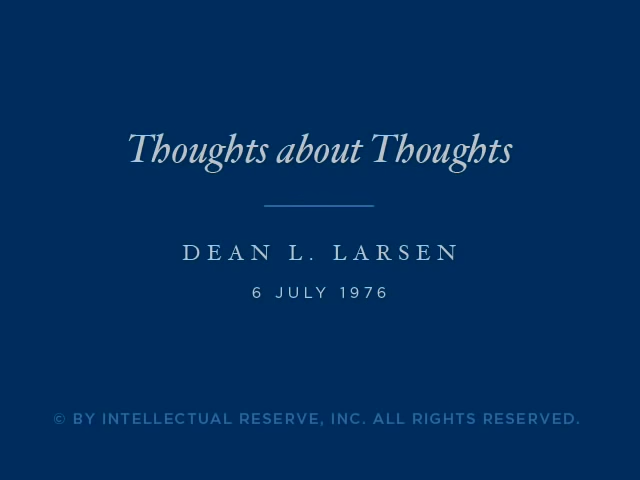 Thoughts about Thoughts
DEAN L. LARSEN
6 JULY 1976
© BY INTELLECTUAL RESERVE, INC. ALL RIGHTS RESERVED.